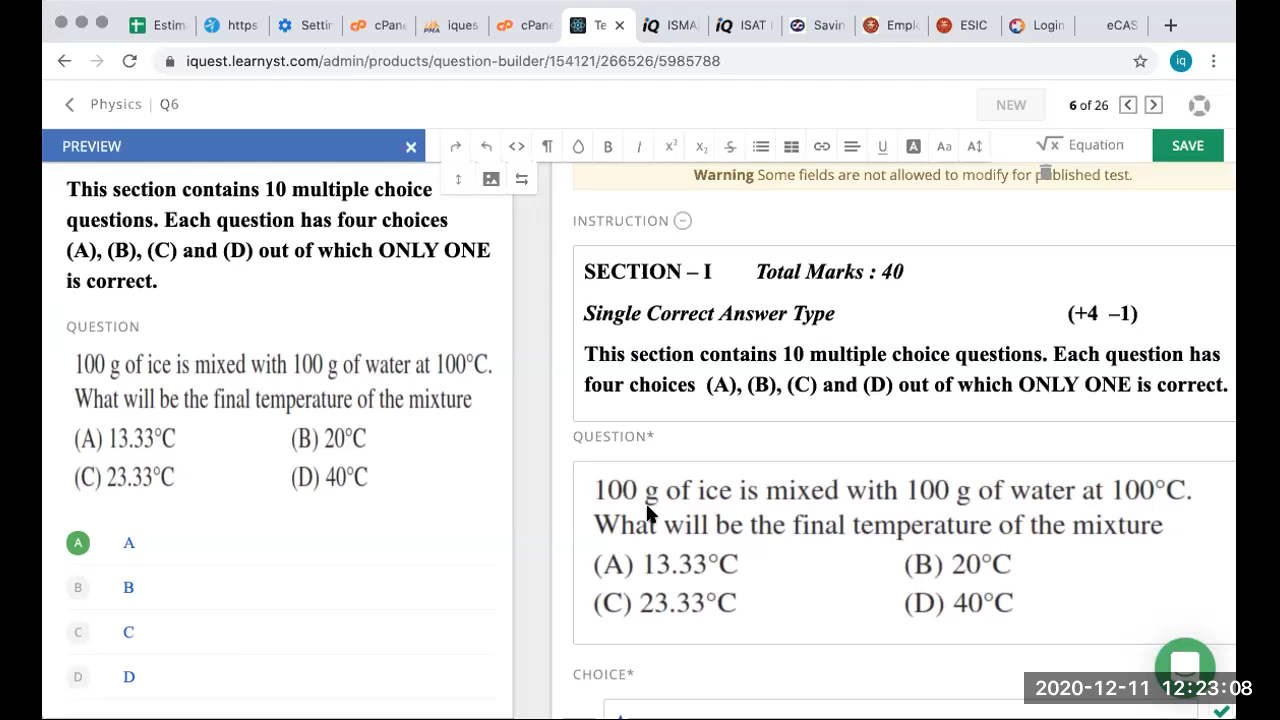 Estim
https
Settir
cPane
iques
cPane
Te
ISMA
ISAT
Savin
Empl
ESIC
Login
eCAS
iquest.learnyst.com/admin/products/question-builder/154121/266526/5985788
iq
Physics | Q6
NEW
6 of 26
PREVIEW
Equation
SAVE
This section contains 10 multiple choice
questions. Each question has four choices
(A), (B), (C) and (D) out of which ONLY ONE
is correct.
QUESTION
100 g of ice is mixed with 100 g of water at 100°C.
What will be the final temperature of the mixture
(A) 13.33°C (B) 20°C
(C) 23.33°C (D) 40°C
A A
B B
C C
D D
Warning Some fields are not allowed to modify for published test.
INSTRUCTION
SECTION – I Total Marks : 40
Single Correct Answer Type (+4 –1)
This section contains 10 multiple choice questions. Each question has
four choices (A), (B), (C) and (D) out of which ONLY ONE is correct.
QUESTION*
100 g of ice is mixed with 100 g of water at 100°C.
What will be the final temperature of the mixture
(A) 13.33°C (B) 20°C
(C) 23.33°C (D) 40°C
CHOICE*
2020-12-11 12:23:08